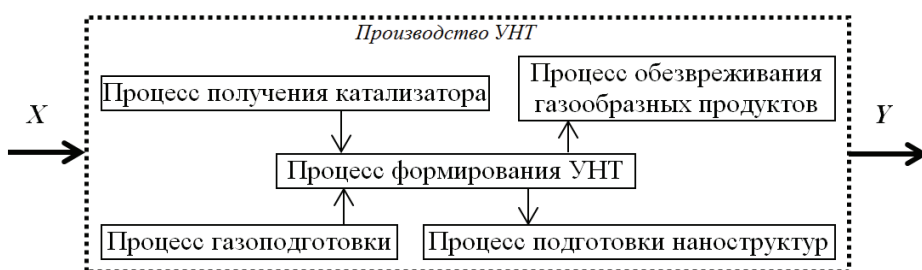 Производство УНТ
Процесс обезвреживания
газообразных продуктов
Процесс получения катализатора
X
Y
Процесс формирования УНТ
Процесс газоподготовки
Процесс подготовки наноструктур